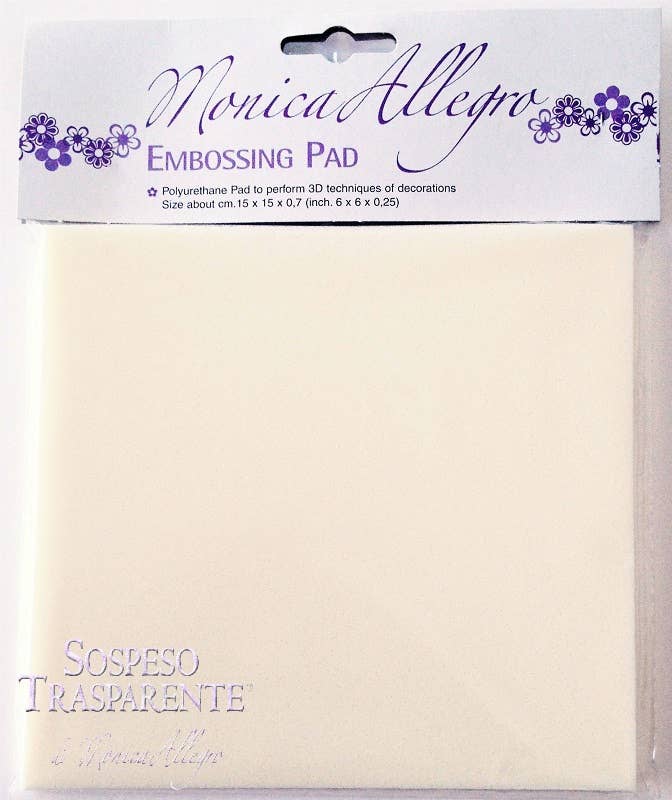 Monica Allegro
EMBOSSING PAD
Polyurethane Pad to perform 3D techniques of decorations
Size about cm.15 x 15 x 0,7 (inch. 6 x 6 x 0,25)
SOSPESO
TRASPARENTE™
di Monica Allegro